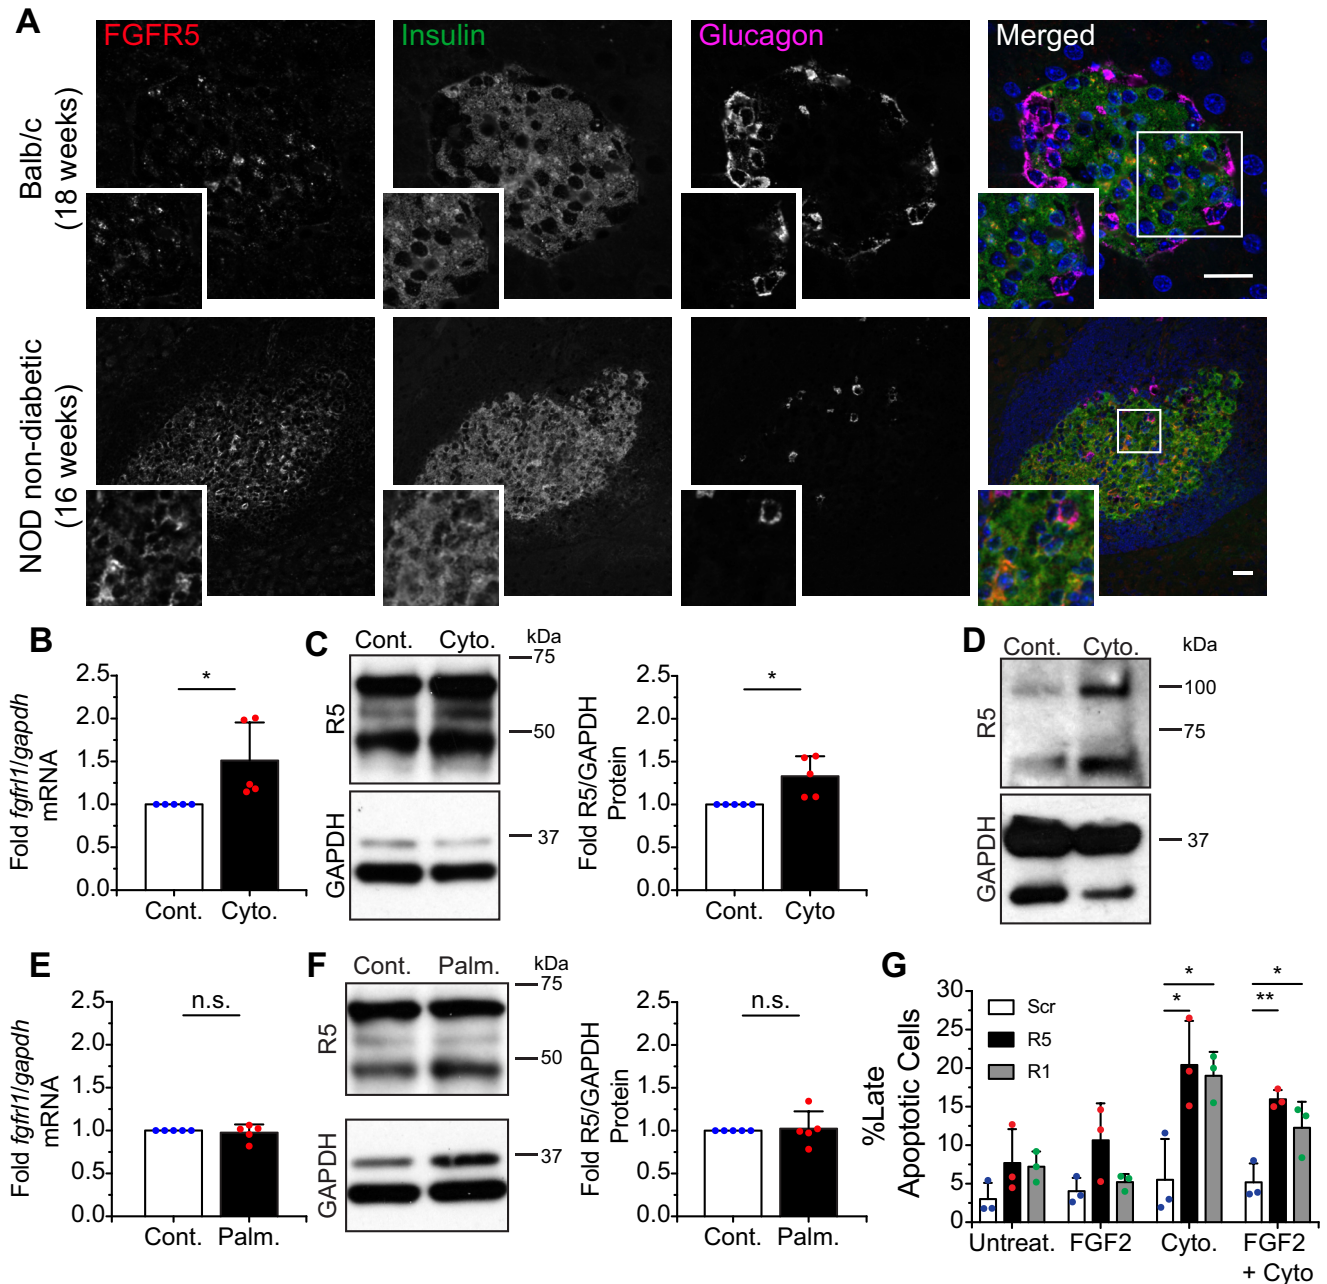 A
FGFR5 Insulin Glucagon Merged
Balb/c
(18 weeks)
NOD non-diabetic
(16 weeks)
B
Fold fgfrl1/gapdh
mRNA
2.5
2.0
1.5
1.0
0.5
0.0
*
Cont. Cyto.
C
Cont. Cyto. kDa
R5
75
50
GAPDH
37
Fold R5/GAPDH
Protein
2.5
2.0
1.5
1.0
0.5
0.0
*
Cont. Cyto
D
Cont. Cyto. kDa
R5
100
75
GAPDH
37
E
Fold fgfrl1/gapdh
mRNA
2.5
2.0
1.5
1.0
0.5
0.0
n.s.
Cont. Palm.
F
Cont. Palm. kDa
R5
75
50
GAPDH
37
Fold R5/GAPDH
Protein
2.5
2.0
1.5
1.0
0.5
0.0
n.s.
Cont. Palm.
G
%Late
Apoptotic Cells
30
25
20
15
10
5
0
Scr
R5
R1
* *
* **
Untreat. FGF2 Cyto. FGF2
+ Cyto